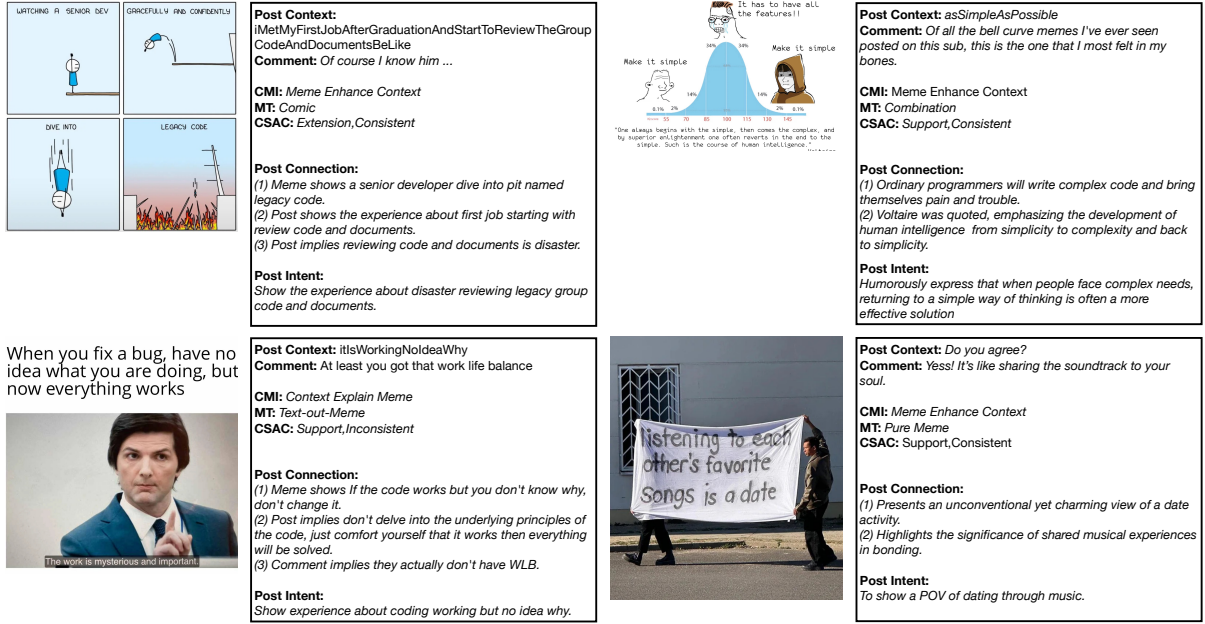 WATCHING A SENIOR DEV
GRACEFULLY AND CONFIDENTLY
DIVE INTO
LEGACY CODE
Post Context:
iMetMyFirstJobAfterGraduationAndStartToReviewTheGroup
CodeAndDocumentsBeLike
Comment: Of course I know him ...
CMI: Meme Enhance Context
MT: Comic
CSAC: Extension,Consistent
Post Connection:
(1) Meme shows a senior developer dive into pit named
legacy code.
(2) Post shows the experience about first job starting with
review code and documents.
(3) Post implies reviewing code and documents is disaster.
Post Intent:
Show the experience about disaster reviewing legacy group
code and documents.
It has to have all
the features!!
Make it simple
Make it simple
34%
34%
14%
14%
0.1%
2%
2%
0.1%
55
70
85
100
115
130
145
"One always begins with the simple, then comes the complex, and
by superior enlightenment one often reverts in the end to the
simple. Such is the course of human intelligence."
Post Context: asSimpleAsPossible
Comment: Of all the bell curve memes I've ever seen
posted on this sub, this is the one that I most felt in my
bones.
CMI: Meme Enhance Context
MT: Combination
CSAC: Support,Consistent
Post Connection:
(1) Ordinary programmers will write complex code and bring
themselves pain and trouble.
(2) Voltaire was quoted, emphasizing the development of
human intelligence from simplicity to complexity and back
to simplicity.
Post Intent:
Humorously express that when people face complex needs,
returning to a simple way of thinking is often a more
effective solution
When you fix a bug, have no
idea what you are doing, but
now everything works
The work is mysterious and important.
Post Context: itIsWorkingNoIdeaWhy
Comment: At least you got that work life balance
CMI: Context Explain Meme
MT: Text-out-Meme
CSAC: Support,Inconsistent
Post Connection:
(1) Meme shows If the code works but you don't know why,
don't change it.
(2) Post implies don't delve into the underlying principles of
the code, just comfort yourself that it works then everything
will be solved.
(3) Comment implies they actually don't have WLB.
Post Intent:
Show experience about coding working but no idea why.
listening to each
other's favorite
songs is a date
Post Context: Do you agree?
Comment: Yess! It's like sharing the soundtrack to your
soul.
CMI: Meme Enhance Context
MT: Pure Meme
CSAC: Support,Consistent
Post Connection:
(1) Presents an unconventional yet charming view of a date
activity.
(2) Highlights the significance of shared musical experiences
in bonding.
Post Intent:
To show a POV of dating through music.